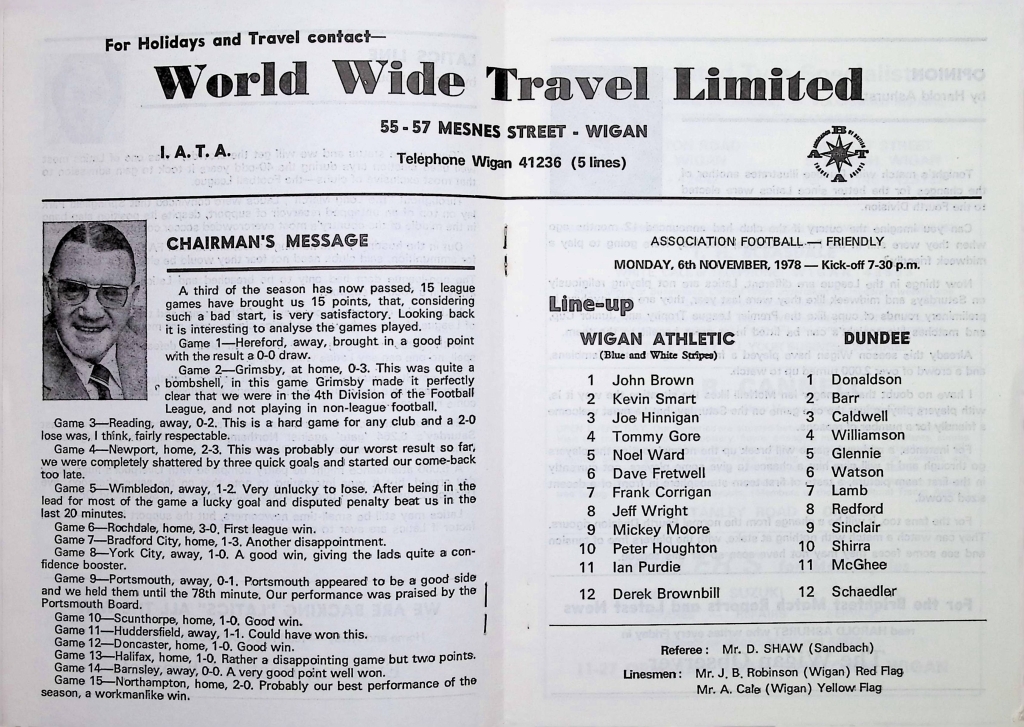 For Holidays and Travel contact—
World Wide Travel Limited
55-57 MESNES STREET - WIGAN
I. A. T. A.
Telephone Wigan 41236 (5 lines)
CHAIRMAN'S MESSAGE
A third of the season has now passed, 15 league
games have brought us 15 points, that, considering
such a bad start, is very satisfactory. Looking back
it is interesting to analyse the games played.
Game 1—Hereford, away, brought in a good point
with the result a 0-0 draw.
Game 2—Grimsby, at home, 0-3. This was quite a
bombshell, in this game Grimsby made it perfectly
clear that we were in the 4th Division of the Football
League, and not playing in non-league football.
Game 3—Reading, away, 0-2. This is a hard game for any club and a 2-0
lose was, I think, fairly respectable.
Game 4—Newport, home, 2-3. This was probably our worst result so far,
we were completely shattered by three quick goals and started our come-back
too late.
Game 5—Wimbledon, away, 1-2. Very unlucky to lose. After being in the
lead for most of the game a lucky goal and disputed penalty beat us in the
last 20 minutes.
Game 6—Rochdale, home, 3-0. First league win.
Game 7—Bradford City, home, 1-3. Another disappointment.
Game 8—York City, away, 1-0. A good win, giving the lads quite a con-
fidence booster.
Game 9—Portsmouth, away, 0-1. Portsmouth appeared to be a good side
and we held them until the 78th minute. Our performance was praised by the
Portsmouth Board.
Game 10—Scunthorpe, home, 1-0. Good win.
Game 11—Huddersfield, away, 1-1. Could have won this.
Game 12—Doncaster, home, 1-0. Good win.
Game 13—Halifax, home, 1-0. Rather a disappointing game but two points.
Game 14—Barnsley, away, 0-0. A very good point well won.
Game 15—Northampton, home, 2-0. Probably our best performance of the
season, a workmanlike win.
ASSOCIATION FOOTBALL — FRIENDLY
MONDAY, 6th NOVEMBER, 1978 — Kick-off 7-30 p.m.
Line-up
WIGAN ATHLETIC DUNDEE
(Blue and White Stripes)
1 John Brown 1 Donaldson
2 Kevin Smart 2 Barr
3 Joe Hinnigan 3 Caldwell
4 Tommy Gore 4 Williamson
5 Noel Ward 5 Glennie
6 Dave Fretwell 6 Watson
7 Frank Corrigan 7 Lamb
8 Jeff Wright 8 Redford
9 Mickey Moore 9 Sinclair
10 Peter Houghton 10 Shirra
11 Ian Purdie 11 McGhee
12 Derek Brownbill 12 Schaedler
Referee : Mr. D. SHAW (Sandbach)
Linesmen : Mr. J. B. Robinson (Wigan) Red Flag
Mr. A. Cale (Wigan) Yellow Flag